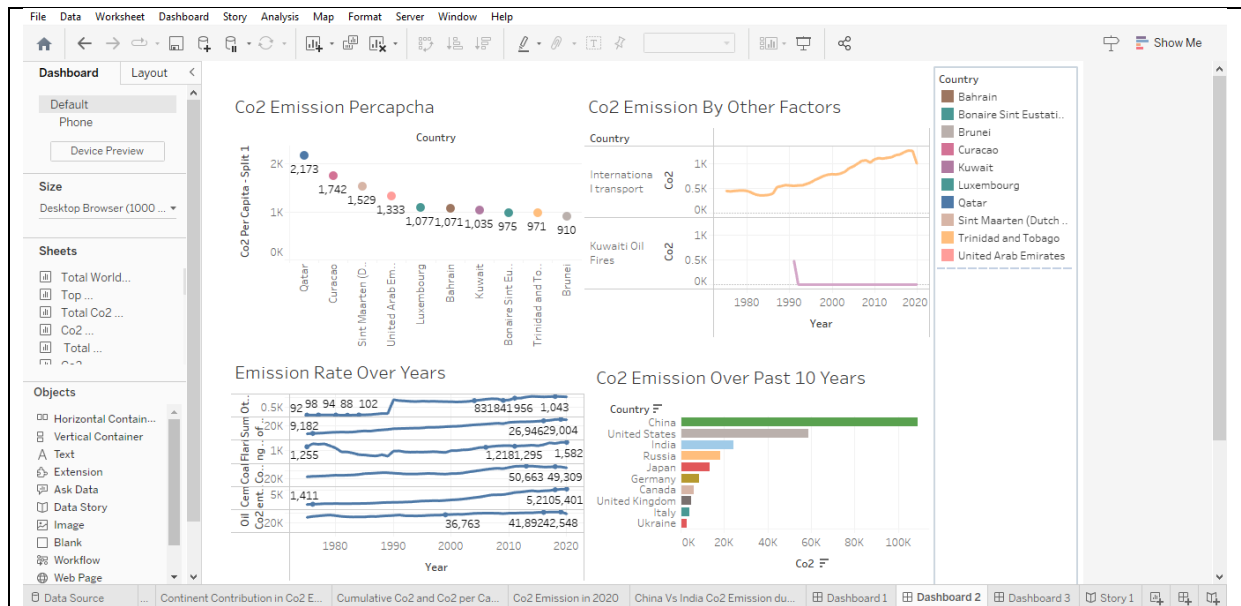 File Data Worksheet Dashboard Story Analysis Map Format Server Window Help
Show Me
Dashboard Layout
Default
Phone
Device Preview
Size
Desktop Browser (1000 ...
Sheets
Total World...
Top ...
Total Co2 ...
Co2 ...
Total ...
Objects
Horizontal Contain...
Vertical Container
A Text
Extension
Ask Data
Data Story
Image
Blank
Workflow
Web Page
Co2 Emission Percapcha
Country
Co2 Per Capita - Split 1
2K
1K
0K
2,173
1,742
1,529
1,333
1,077
1,071
1,035
975
971
910
Qatar
Curacao
Sint Maarten (D..
United Arab Em..
Luxembourg
Bahrain
Kuwait
Bonaire Sint Eu..
Trinidad and To..
Brunei
Co2 Emission By Other Factors
Country
Internationa
l transport
Co2
1K
0.5K
0K
Kuwaiti Oil
Fires
Co2
1K
0.5K
0K
1980 1990 2000 2010 2020
Year
Country
Bahrain
Bonaire Sint Eustati..
Brunei
Curacao
Kuwait
Luxembourg
Qatar
Sint Maarten (Dutch ..
Trinidad and Tobago
United Arab Emirates
Emission Rate Over Years
0.5K 92 98 94 88 102 831 841 956 1,043
20K 9,182 26,946 29,004
1K 1,255 1,218 1,295 1,582
20K 50,663 49,309
5K 1,411 5,210 5,401
20K 36,763 41,892 42,548
1980 1990 2000 2010 2020
Year
Co2 Emission Over Past 10 Years
Country
China
United States
India
Russia
Japan
Germany
Canada
United Kingdom
Italy
Ukraine
0K 20K 40K 60K 80K 100K
Co2
Data Source ... Continent Contribution in Co2 E... Cumulative Co2 and Co2 per Ca... Co2 Emission in 2020 China Vs India Co2 Emission du... Dashboard 1 Dashboard 2 Dashboard 3 Story 1